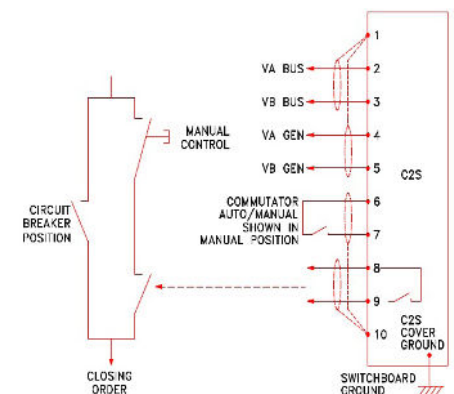 1
VA BUS 2
VB BUS 3
MANUAL
CONTROL
VA GEN 4
VB GEN 5
C2S
CIRCUIT
BREAKER
POSITION
COMMUTATOR
AUTO/MANUAL
SHOWN IN
MANUAL POSITION
6
7
8
9
10
C2S
COVER
GROUND
CLOSING
ORDER
SWITCHBOARD
GROUND